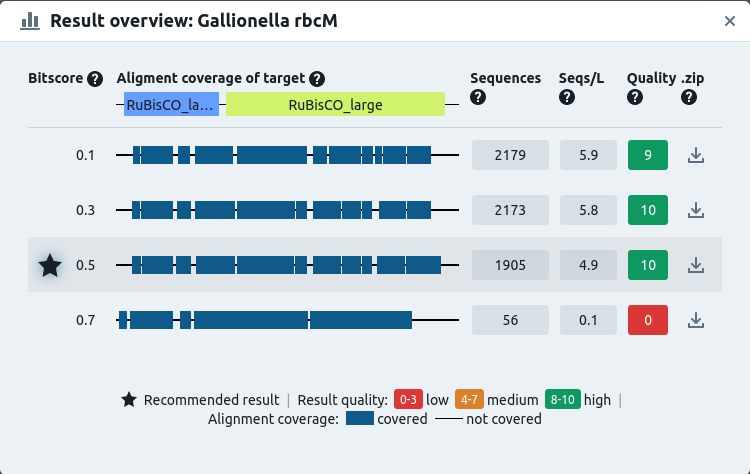 Result overview: Gallionella rbcM ×
Bitscore ? Aligment coverage of target ? Sequences ? Seqs/L ? Quality ? .zip ?
RuBisCO_la... RuBisCO_large
0.1 2179 5.9 9
0.3 2173 5.8 10
0.5 1905 4.9 10
0.7 56 0.1 0
Recommended result | Result quality: 0-3 low 4-7 medium 8-10 high |
Alignment coverage: covered not covered